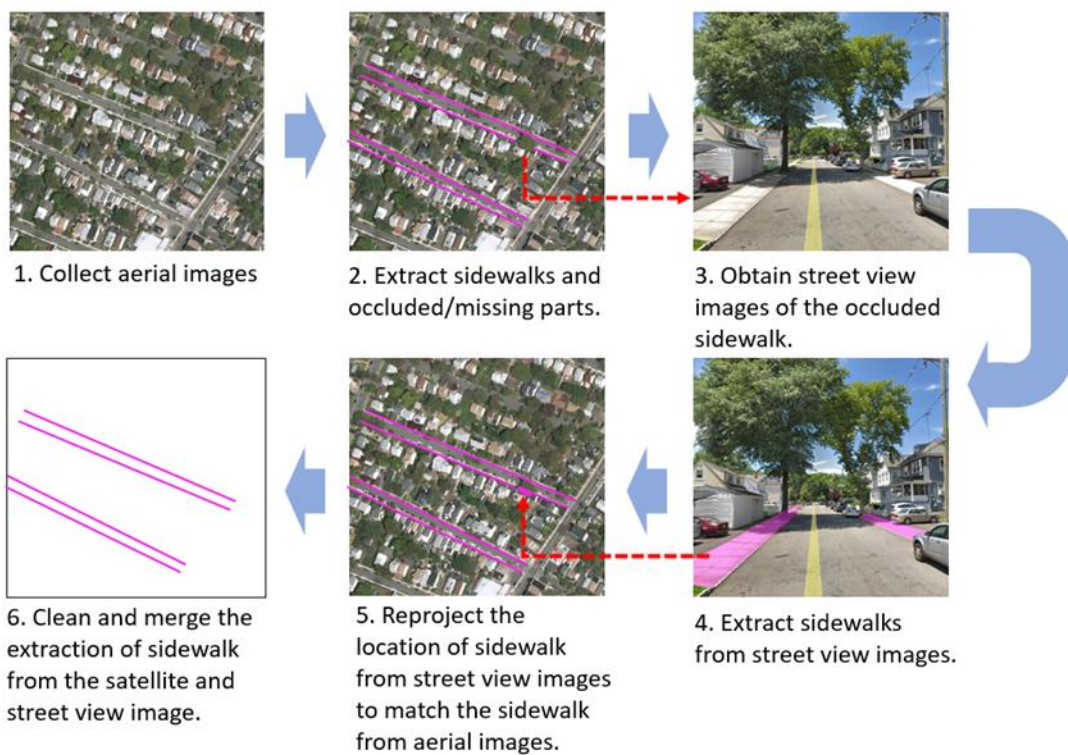 1. Collect aerial images
2. Extract sidewalks and
occluded/missing parts.
3. Obtain street view
images of the occluded
sidewalk.
4. Extract sidewalks
from street view images.
5. Reproject the
location of sidewalk
from street view images
to match the sidewalk
from aerial images.
6. Clean and merge the
extraction of sidewalk
from the satellite and
street view image.